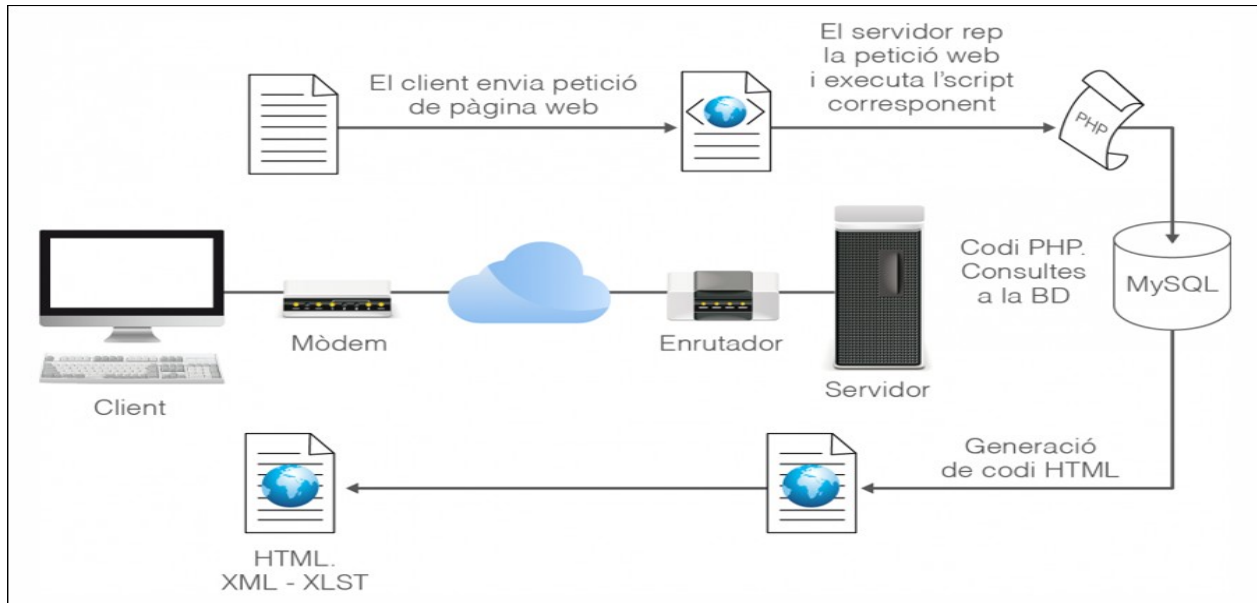 El client envia petició
de pàgina web
El servidor rep
la petició web
i executa l'script
corresponent
PHP
Mòdem
Enrutador
Servidor
Client
Codi PHP.
Consultes
a la BD
MySQL
Generació
de codi HTML
HTML.
XML - XLST